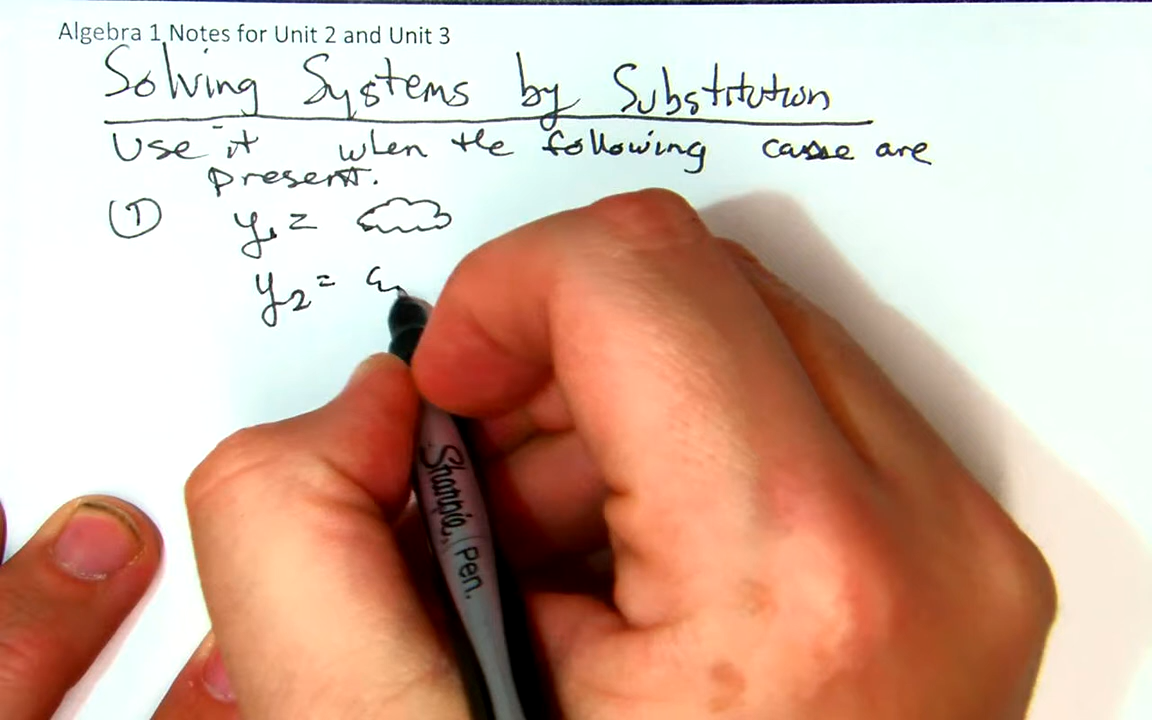 Algebra 1 Notes for Unit 2 and Unit 3
Solving Systems by Substitution
Use it when the following case are
present.
① y₁ =
y₂ =
Sharpie. Pen.